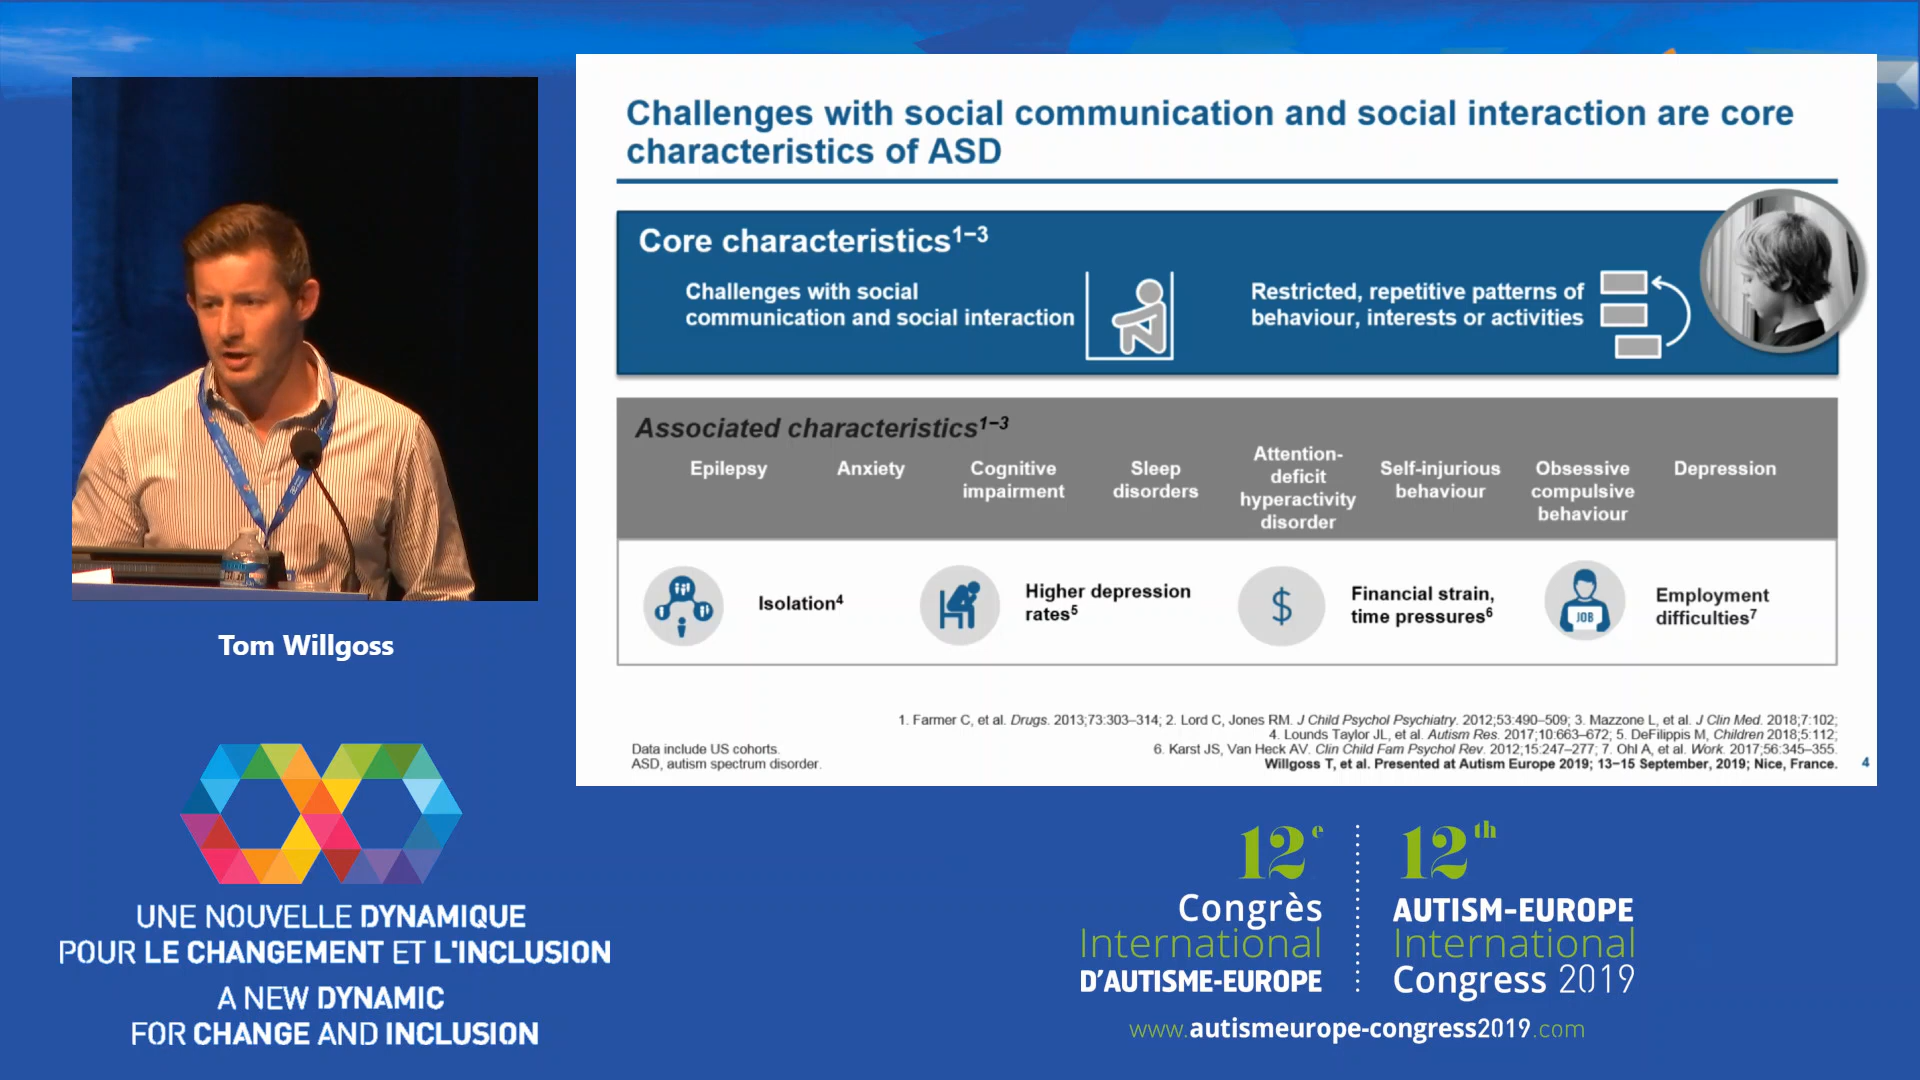 Challenges with social communication and social interaction are core
characteristics of ASD
Core characteristics¹⁻³
Challenges with social
communication and social interaction
Restricted, repetitive patterns of
behaviour, interests or activities
Associated characteristics¹⁻³
Epilepsy
Anxiety
Cognitive
impairment
Sleep
disorders
Attention-
deficit
hyperactivity
disorder
Self-injurious
behaviour
Obsessive
compulsive
behaviour
Depression
Isolation⁴
Higher depression
rates⁵
$
Financial strain,
time pressures⁶
JOB
Employment
difficulties⁷
1. Farmer C, et al. Drugs. 2013;73:303–314; 2. Lord C, Jones RM. J Child Psychol Psychiatry. 2012;53:490–509; 3. Mazzone L, et al. J Clin Med. 2018;7:102;
4. Lounds Taylor JL, et al. Autism Res. 2017;10:663–672; 5. DeFilippis M, Children 2018;5:112;
6. Karst JS, Van Heck AV. Clin Child Fam Psychol Rev. 2012;15:247–277; 7. Ohl A, et al. Work. 2017;56:345–355.
Willgoss T, et al. Presented at Autism Europe 2019; 13–15 September, 2019; Nice, France.
4
Data include US cohorts.
ASD, autism spectrum disorder.
Tom Willgoss
UNE NOUVELLE DYNAMIQUE
POUR LE CHANGEMENT ET L'INCLUSION
A NEW DYNAMIC
FOR CHANGE AND INCLUSION
12e
Congrès
International
D'AUTISME-EUROPE
12th
AUTISM-EUROPE
International
Congress 2019
www.autismeurope-congress2019.com